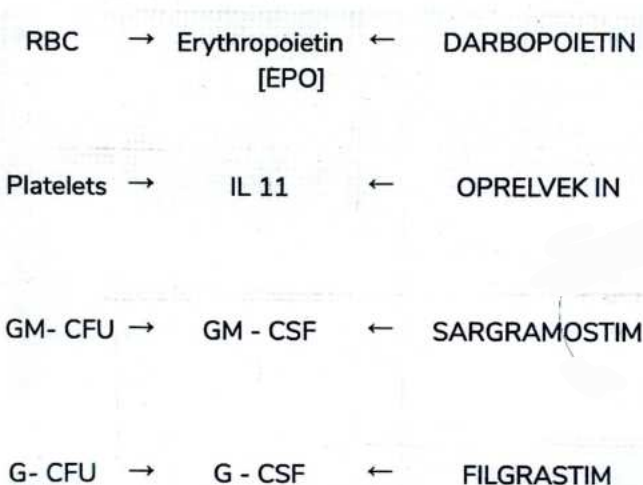 RBC → Erythropoietin ← DARBOPOIETIN
[EPO]
Platelets → IL 11 ← OPRELVEK IN
GM- CFU → GM - CSF ← SARGRAMOSTIM
G- CFU → G - CSF ← FILGRASTIM